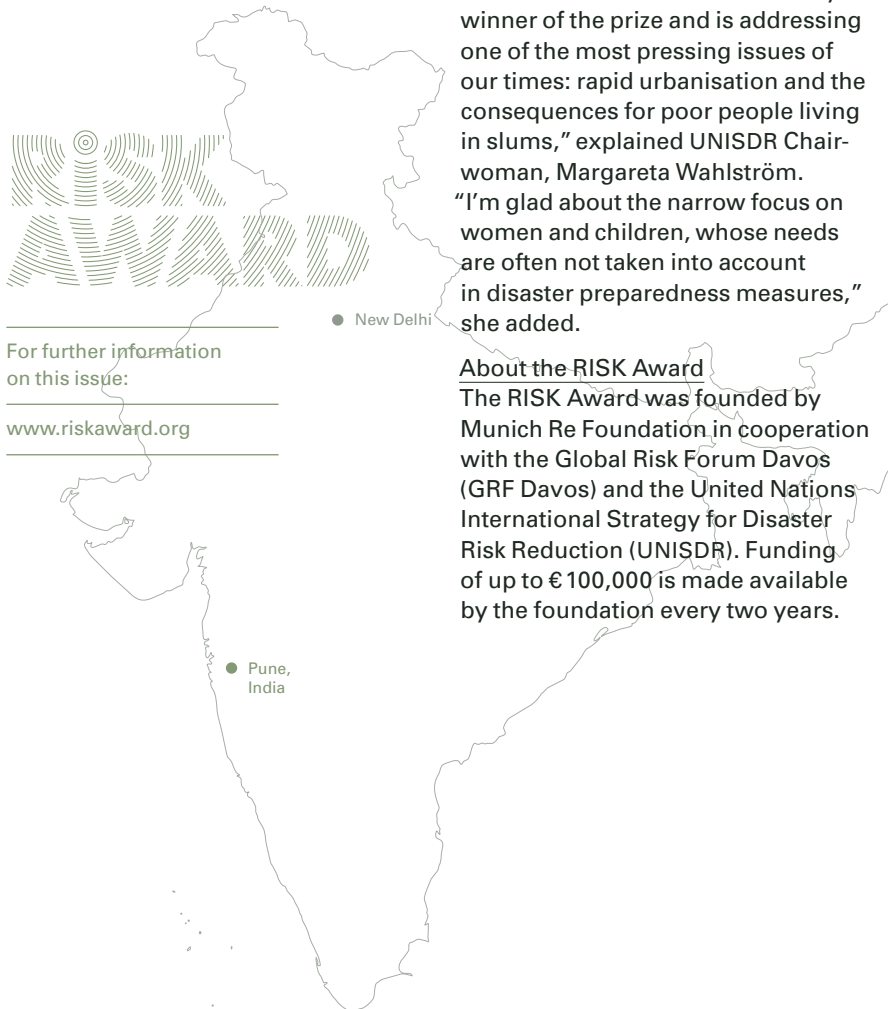 RiSK
AWARD
For further information
on this issue:
www.riskaward.org
New Delhi
Pune,
India
winner of the prize and is addressing
one of the most pressing issues of
our times: rapid urbanisation and the
consequences for poor people living
in slums,” explained UNISDR Chair-
woman, Margareta Wahlström.
“I’m glad about the narrow focus on
women and children, whose needs
are often not taken into account
in disaster preparedness measures,”
she added.
About the RISK Award
The RISK Award was founded by
Munich Re Foundation in cooperation
with the Global Risk Forum Davos
(GRF Davos) and the United Nations
International Strategy for Disaster
Risk Reduction (UNISDR). Funding
of up to € 100,000 is made available
by the foundation every two years.